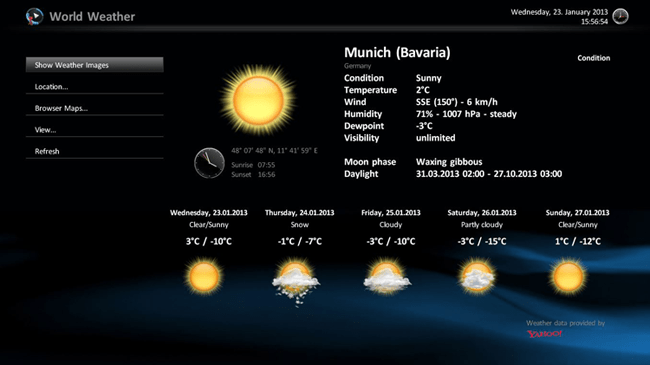 World Weather
Wednesday, 23. January 2013
15:56:54
Show Weather Images
Location...
Browser Maps...
View...
Refresh
Munich (Bavaria)
Germany
Condition
Condition Sunny
Temperature 2°C
Wind SSE (150°) - 6 km/h
Humidity 71% - 1007 hPa - steady
Dewpoint -3°C
Visibility unlimited
Moon phase Waxing gibbous
Daylight 31.03.2013 02:00 - 27.10.2013 03:00
48° 07' 48" N, 11° 41' 59" E
Sunrise 07:55
Sunset 16:56
Wednesday, 23.01.2013
Clear/Sunny
3°C / -10°C
Thursday, 24.01.2013
Snow
-1°C / -7°C
Friday, 25.01.2013
Cloudy
-3°C / -10°C
Saturday, 26.01.2013
Partly cloudy
-3°C / -15°C
Sunday, 27.01.2013
Clear/Sunny
1°C / -12°C
Weather data provided by
YAHOO!